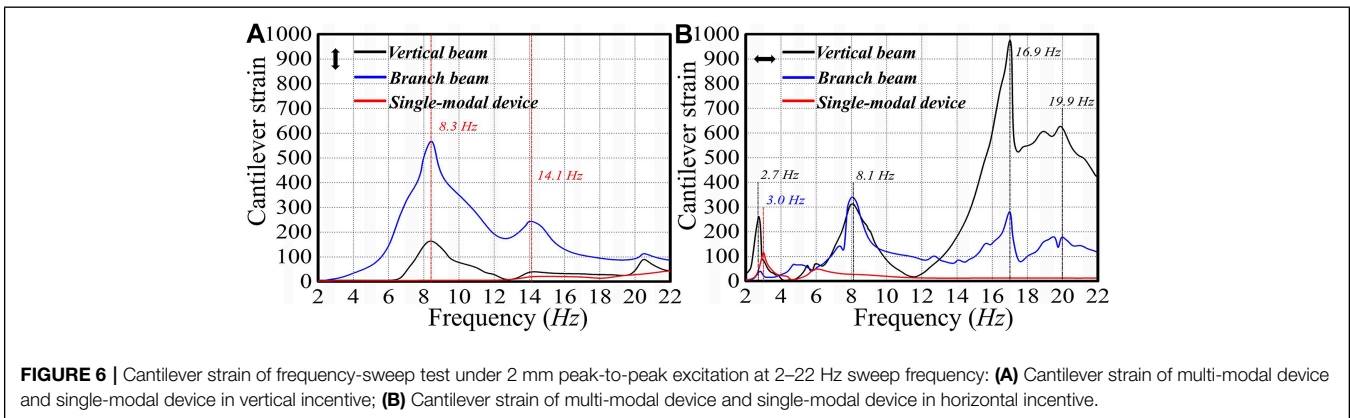 A
1000
900
800
700
600
500
400
300
200
100
0
Cantilever strain
Vertical beam
Branch beam
Single-modal device
8.3 Hz
14.1 Hz
2 4 6 8 10 12 14 16 18 20 22
Frequency (Hz)
B
1000
900
800
700
600
500
400
300
200
100
0
Cantilever strain
Vertical beam
Branch beam
Single-modal device
16.9 Hz
19.9 Hz
2.7 Hz
3.0 Hz
8.1 Hz
2 4 6 8 10 12 14 16 18 20 22
Frequency (Hz)
FIGURE 6 | Cantilever strain of frequency-sweep test under 2 mm peak-to-peak excitation at 2–22 Hz sweep frequency: (A) Cantilever strain of multi-modal device
and single-modal device in vertical incentive; (B) Cantilever strain of multi-modal device and single-modal device in horizontal incentive.